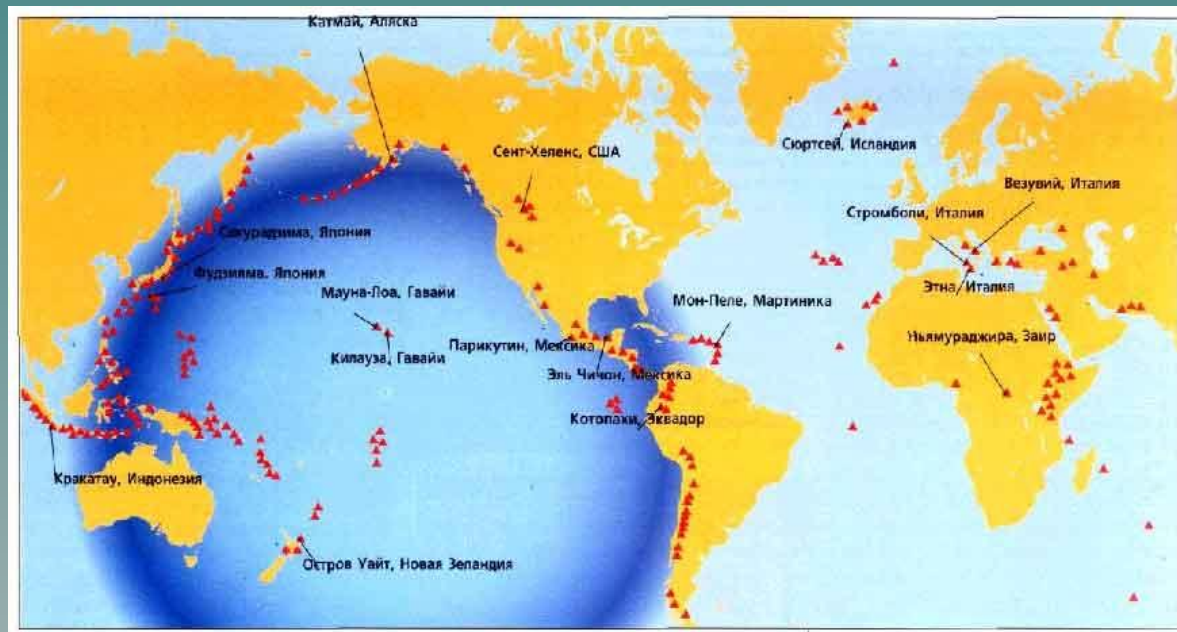 Катмай, Аляска
Сент-Хеленс, США
Сюртсей, Исландия
Везувий, Италия
Стромболи, Италия
Сакурадзима, Япония
Фудзияма. Япония
Этна, Италия
Мауна-Лоа, Гавайи
Мон-Пеле, Мартиника
Ньямураджира, Заир
Парикутин, Мексика
Килауза, Гавайи
Эль Чичон, Мексика
Котопахи, Эквадор
Кракатау, Индонезия
Остров Уайт, Новая Зеландия